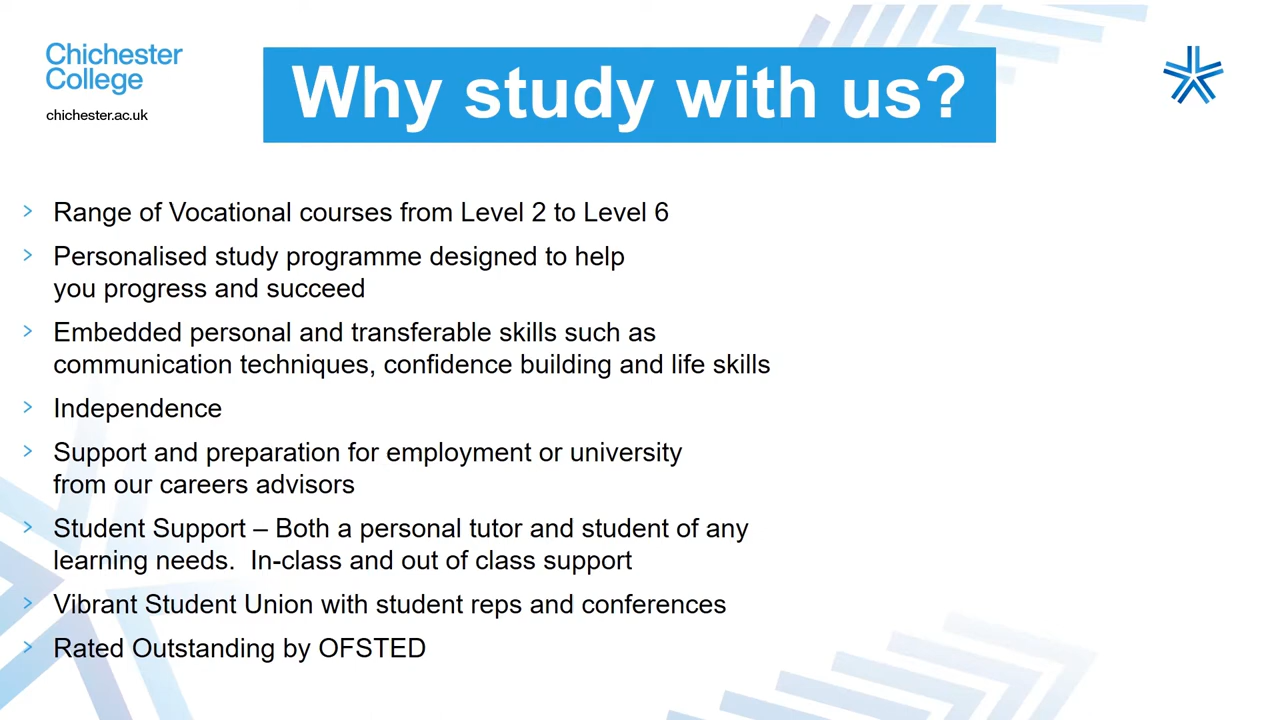 Chichester
College
chichester.ac.uk
Why study with us?
Range of Vocational courses from Level 2 to Level 6
Personalised study programme designed to help
you progress and succeed
Embedded personal and transferable skills such as
communication techniques, confidence building and life skills
Independence
Support and preparation for employment or university
from our careers advisors
Student Support – Both a personal tutor and student of any
learning needs.  In-class and out of class support
Vibrant Student Union with student reps and conferences
Rated Outstanding by OFSTED